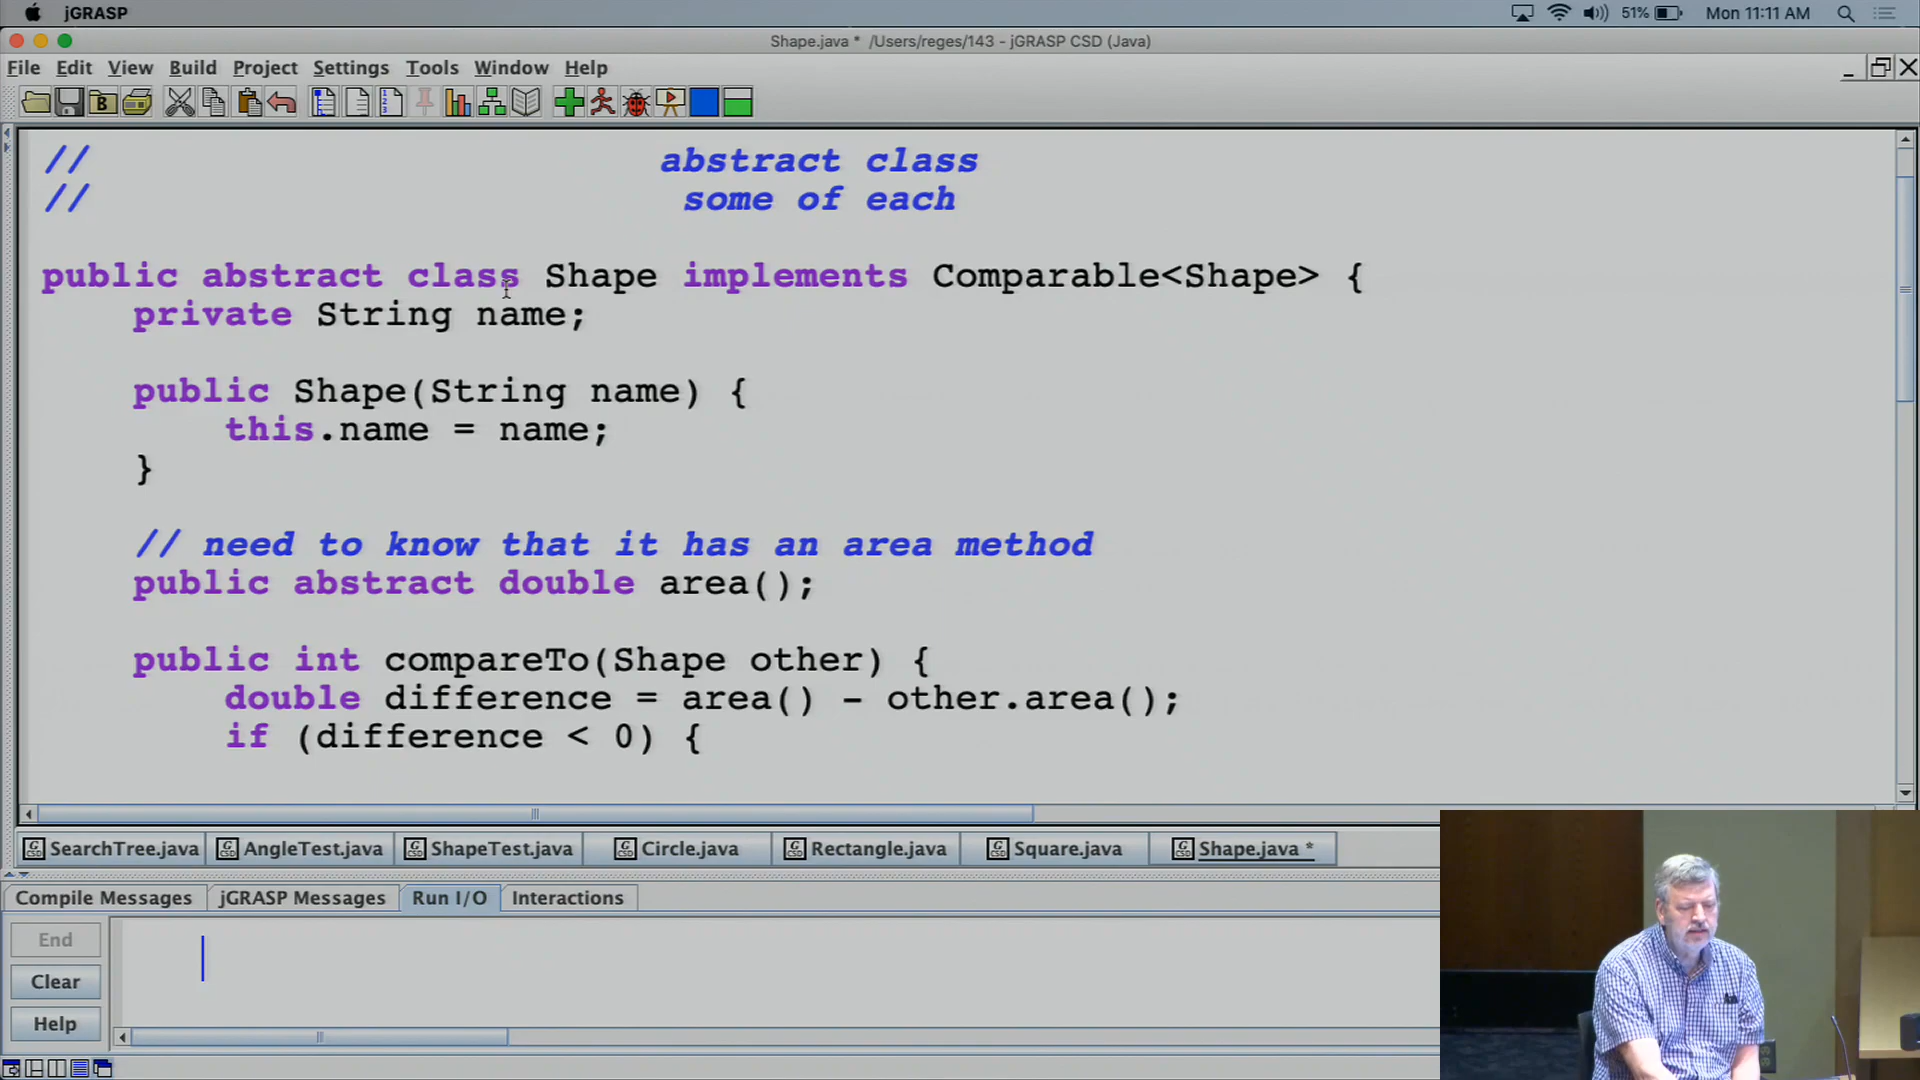 jGRASP
51%
Mon 11:11 AM
Shape.java * /Users/reges/143 - jGRASP CSD (Java)
File Edit View Build Project Settings Tools Window Help
// abstract class
// some of each
public abstract class Shape implements Comparable<Shape> {
private String name;
public Shape(String name) {
this.name = name;
}
// need to know that it has an area method
public abstract double area();
public int compareTo(Shape other) {
double difference = area() - other.area();
if (difference < 0) {
SearchTree.java AngleTest.java ShapeTest.java Circle.java Rectangle.java Square.java Shape.java *
Compile Messages jGRASP Messages Run I/O Interactions
End
Clear
Help